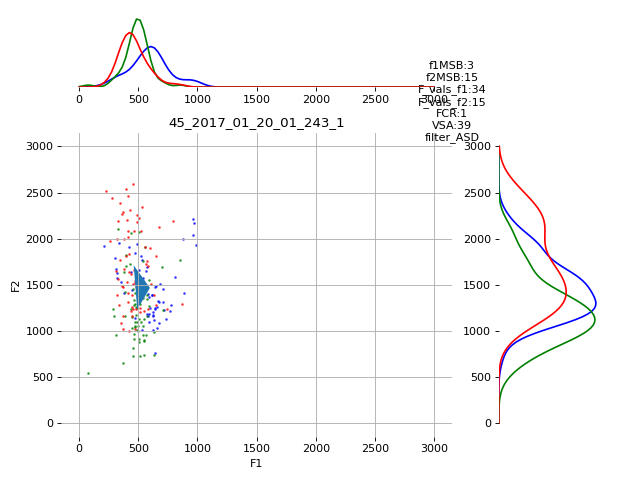 f1MSB:3
f2MSB:15
F_vals_f1:34
F_vals_f2:15
FCR:1
VSA:39
filter_ASD
0 500 1000 1500 2000 2500 3000
45_2017_01_20_01_243_1
3000
2500
2000
1500
1000
500
0
F2
0 500 1000 1500 2000 2500 3000
F1
3000
2500
2000
1500
1000
500
0